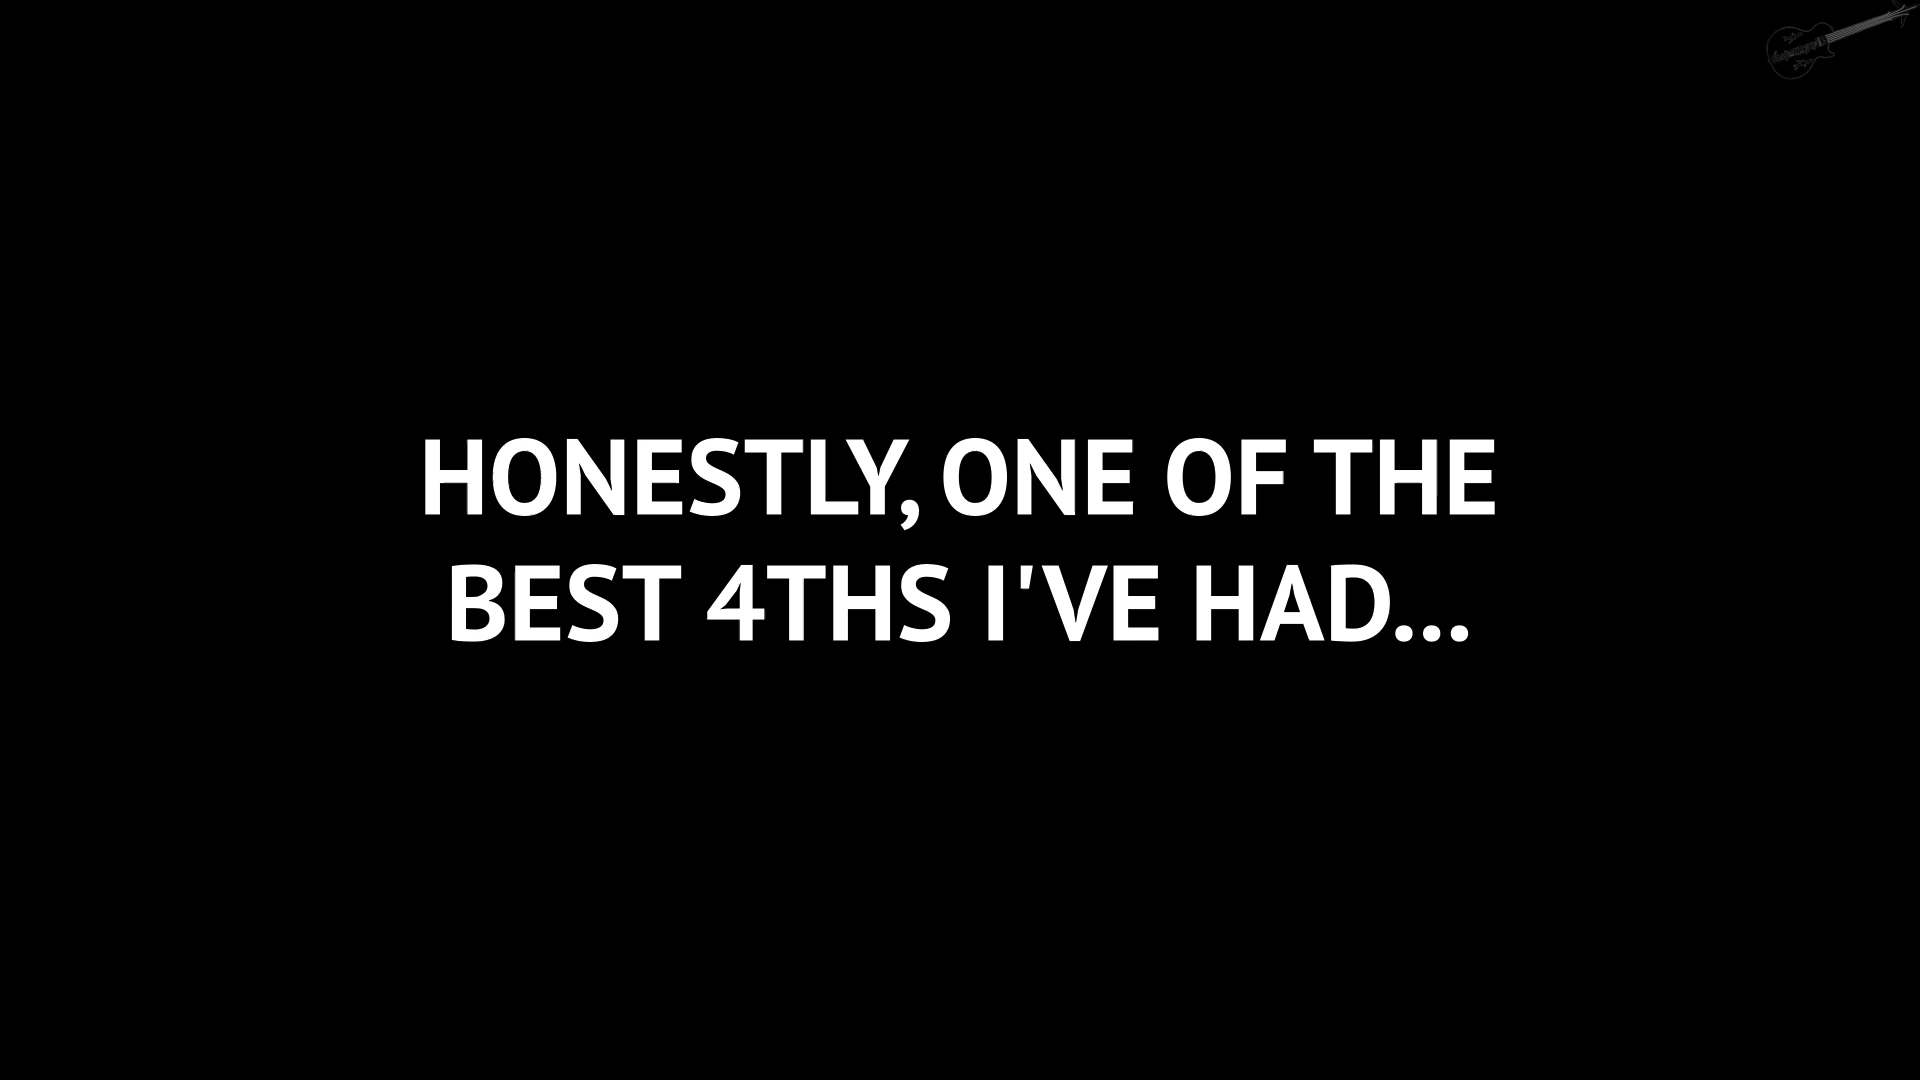 HONESTLY, ONE OF THE
BEST 4THS I'VE HAD...